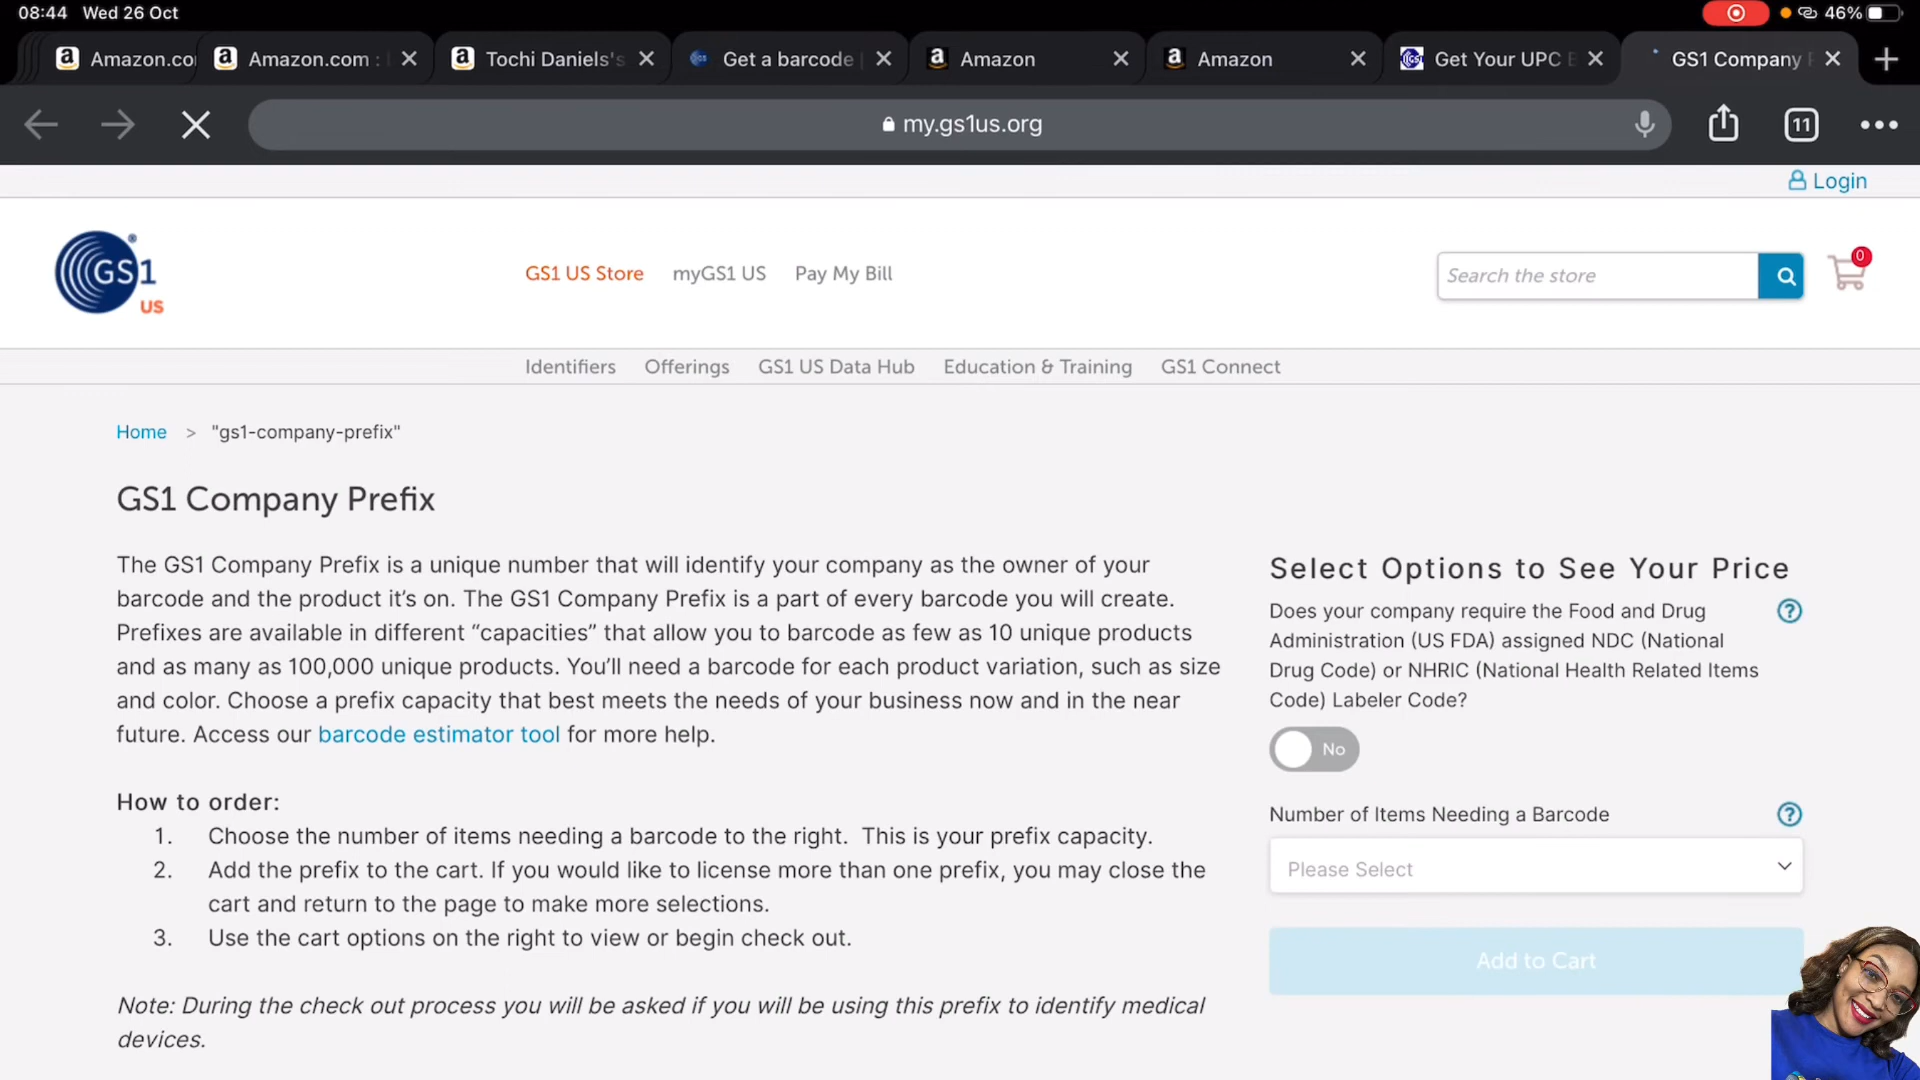 08:44 Wed 26 Oct
46%
Amazon.co
Amazon.com :
Tochi Daniels's
Get a barcode
Amazon
Amazon
Get Your UPC B
GS1 Company P
my.gs1us.org
11
Login
GS1
US
GS1 US Store myGS1 US Pay My Bill
Search the store
0
Identifiers Offerings GS1 US Data Hub Education & Training GS1 Connect
Home > "gs1-company-prefix"
GS1 Company Prefix
The GS1 Company Prefix is a unique number that will identify your company as the owner of your
barcode and the product it’s on. The GS1 Company Prefix is a part of every barcode you will create.
Prefixes are available in different “capacities” that allow you to barcode as few as 10 unique products
and as many as 100,000 unique products. You’ll need a barcode for each product variation, such as size
and color. Choose a prefix capacity that best meets the needs of your business now and in the near
future. Access our barcode estimator tool for more help.
How to order:
1. Choose the number of items needing a barcode to the right. This is your prefix capacity.
2. Add the prefix to the cart. If you would like to license more than one prefix, you may close the
cart and return to the page to make more selections.
3. Use the cart options on the right to view or begin check out.
Note: During the check out process you will be asked if you will be using this prefix to identify medical
devices.
Select Options to See Your Price
Does your company require the Food and Drug
Administration (US FDA) assigned NDC (National
Drug Code) or NHRIC (National Health Related Items
Code) Labeler Code?
No
Number of Items Needing a Barcode
Please Select
Add to Cart